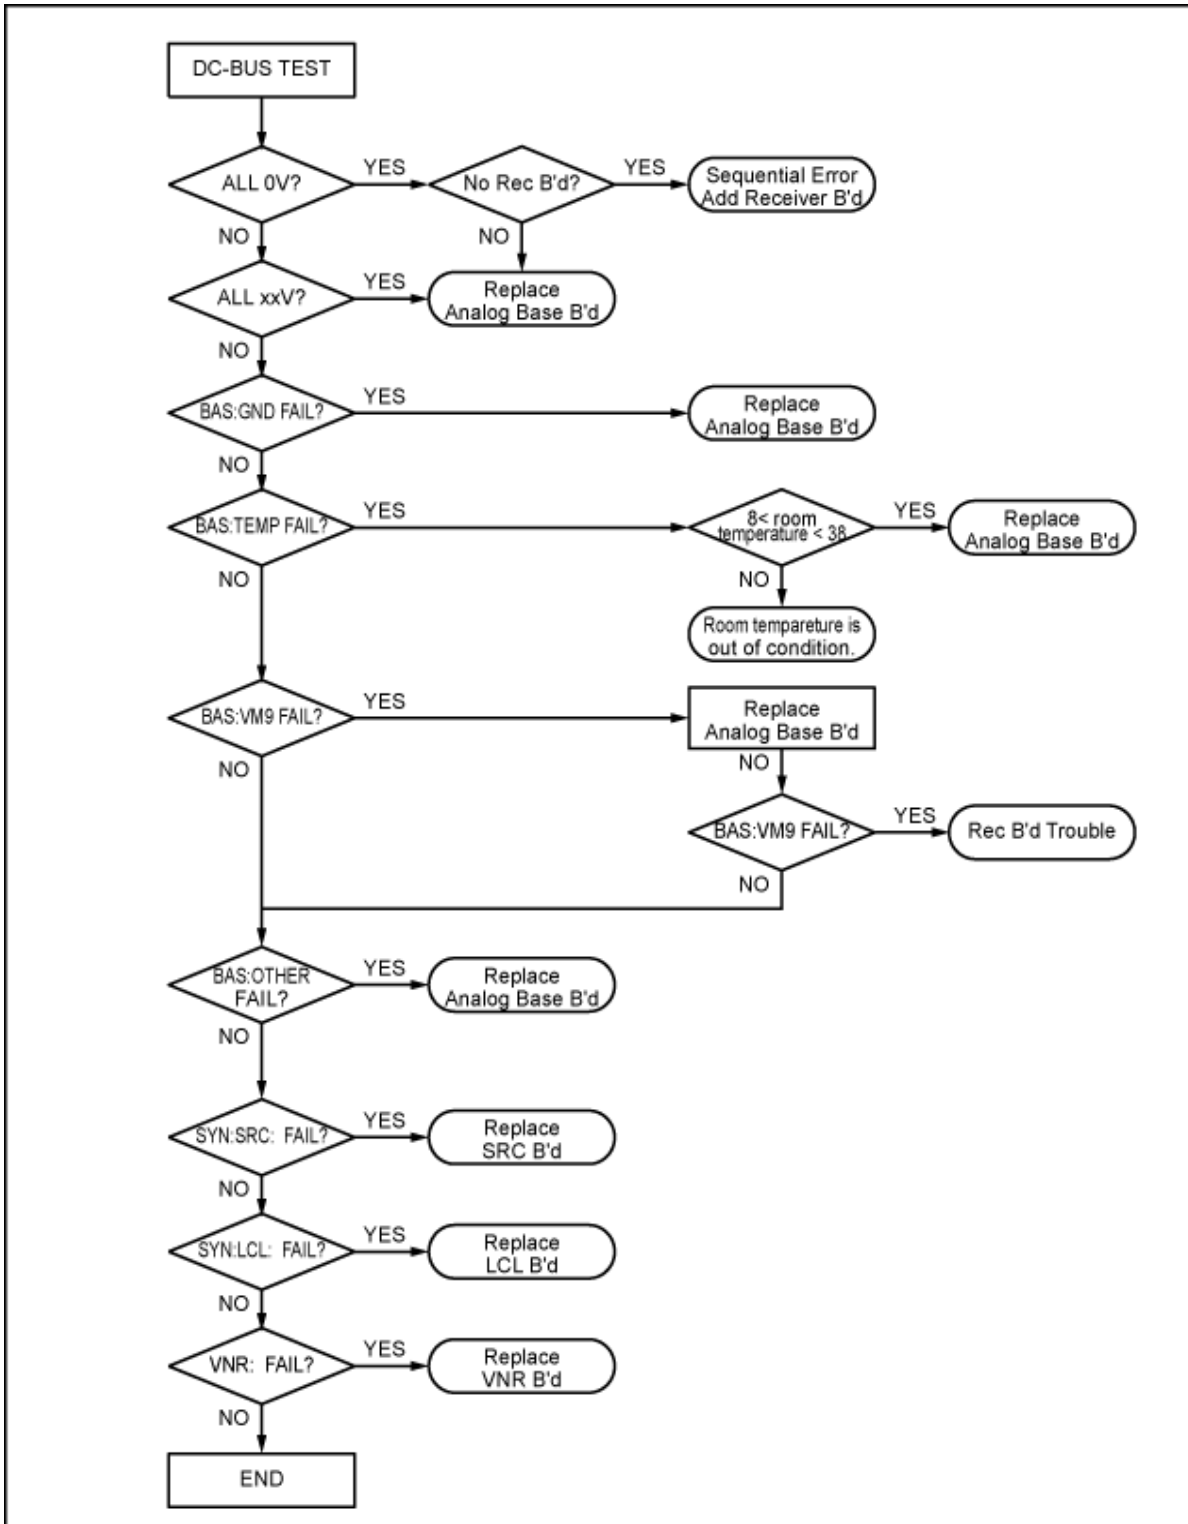 DC-BUS TEST
ALL 0V?
YES
No Rec B'd?
YES
Sequential Error
Add Receiver B'd
NO
NO
ALL xxV?
YES
Replace
Analog Base B'd
NO
BAS:GND FAIL?
YES
Replace
Analog Base B'd
NO
BAS:TEMP FAIL?
YES
8< room
temperature < 38
YES
Replace
Analog Base B'd
NO
NO
Room tempareture is
out of condition.
BAS:VM9 FAIL?
YES
Replace
Analog Base B'd
NO
NO
BAS:VM9 FAIL?
YES
Rec B'd Trouble
NO
BAS:OTHER
FAIL?
YES
Replace
Analog Base B'd
NO
SYN:SRC: FAIL?
YES
Replace
SRC B'd
NO
SYN:LCL: FAIL?
YES
Replace
LCL B'd
NO
VNR: FAIL?
YES
Replace
VNR B'd
NO
END